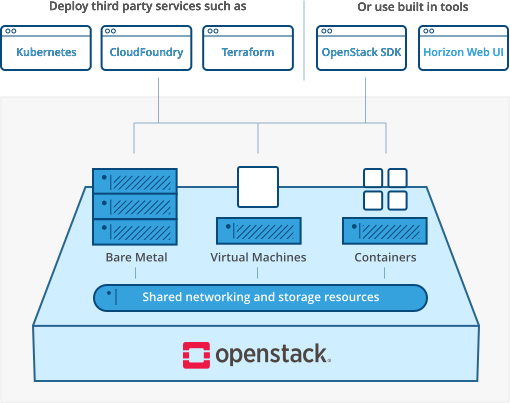 Deploy third party services such as
Or use built in tools
Kubernetes
CloudFoundry
Terraform
OpenStack SDK
Horizon Web UI
Bare Metal
Virtual Machines
Containers
Shared networking and storage resources
openstack.